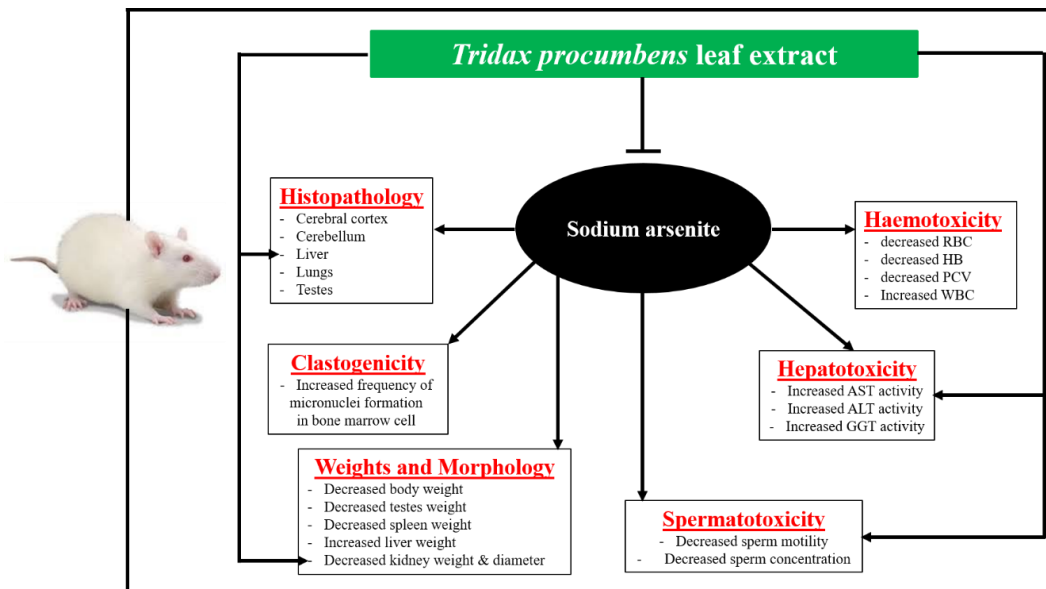 Tridax procumbens leaf extract
Sodium arsenite
Histopathology
- Cerebral cortex
- Cerebellum
- Liver
- Lungs
- Testes
Haemotoxicity
- decreased RBC
- decreased HB
- decreased PCV
- Increased WBC
Clastogenicity
- Increased frequency of
micronuclei formation
in bone marrow cell
Hepatotoxicity
- Increased AST activity
- Increased ALT activity
- Increased GGT activity
Weights and Morphology
- Decreased body weight
- Decreased testes weight
- Decreased spleen weight
- Increased liver weight
- Decreased kidney weight & diameter
Spermatotoxicity
- Decreased sperm motility
- Decreased sperm concentration